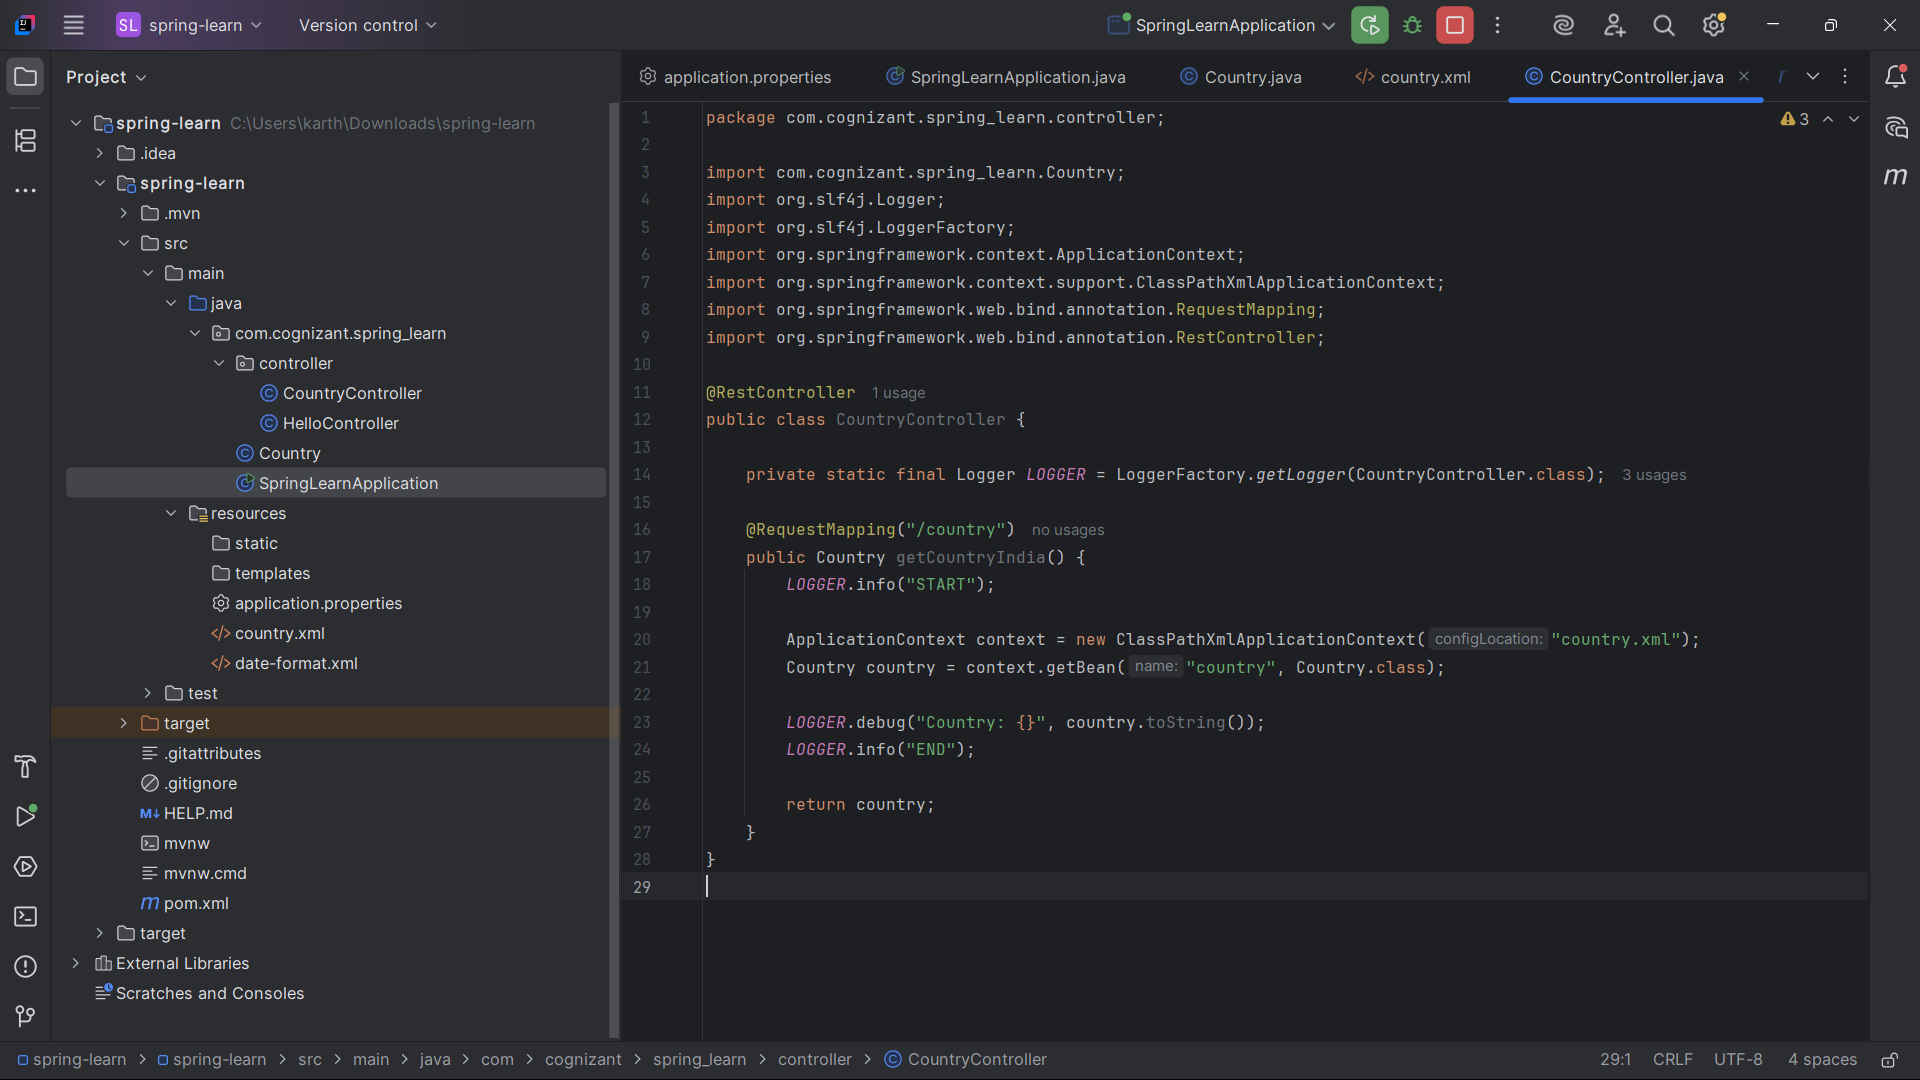 SL spring-learn Version control SpringLearnApplication
Project
spring-learn C:\Users\karth\Downloads\spring-learn
.idea
spring-learn
.mvn
src
main
java
com.cognizant.spring_learn
controller
CountryController
HelloController
Country
SpringLearnApplication
resources
static
templates
application.properties
country.xml
date-format.xml
test
target
.gitattributes
.gitignore
M↓ HELP.md
mvnw
mvnw.cmd
m pom.xml
target
External Libraries
Scratches and Consoles
application.properties SpringLearnApplication.java Country.java country.xml CountryController.java
3
1 package com.cognizant.spring_learn.controller;
2
3 import com.cognizant.spring_learn.Country;
4 import org.slf4j.Logger;
5 import org.slf4j.LoggerFactory;
6 import org.springframework.context.ApplicationContext;
7 import org.springframework.context.support.ClassPathXmlApplicationContext;
8 import org.springframework.web.bind.annotation.RequestMapping;
9 import org.springframework.web.bind.annotation.RestController;
10
11 @RestController 1 usage
12 public class CountryController {
13
14 private static final Logger LOGGER = LoggerFactory.getLogger(CountryController.class); 3 usages
15
16 @RequestMapping("/country") no usages
17 public Country getCountryIndia() {
18 LOGGER.info("START");
19
20 ApplicationContext context = new ClassPathXmlApplicationContext( configLocation: "country.xml");
21 Country country = context.getBean( name: "country", Country.class);
22
23 LOGGER.debug("Country: {}", country.toString());
24 LOGGER.info("END");
25
26 return country;
27 }
28 }
29
m
spring-learn > spring-learn > src > main > java > com > cognizant > spring_learn > controller > CountryController 29:1 CRLF UTF-8 4 spaces